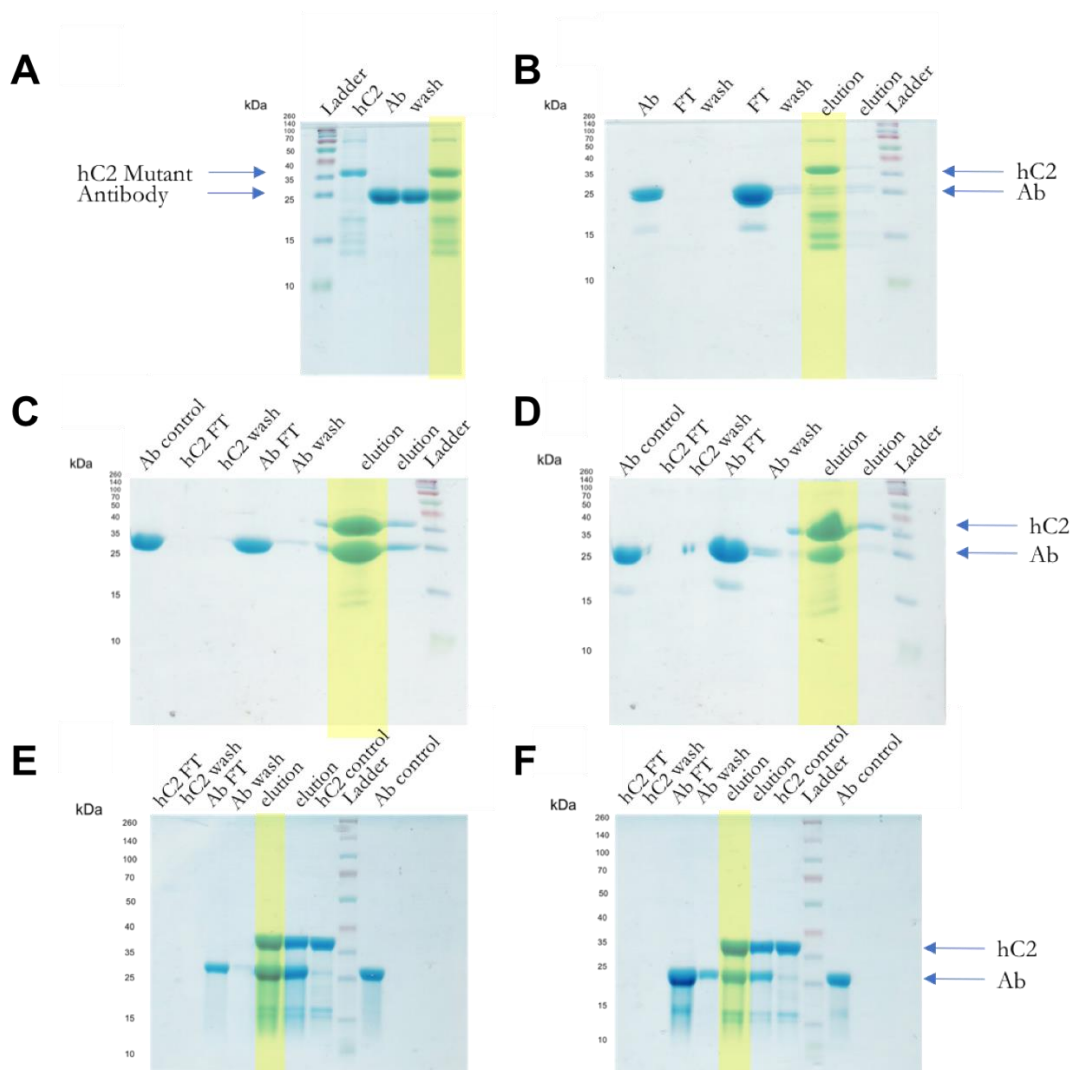 A
kDa
Ladder
hC2
Ab
wash
260
140
100
70
50
40
35
25
15
10
hC2 Mutant
Antibody
B
kDa
Ab
FT
wash
FT
wash
elution
elution
Ladder
260
140
100
70
50
40
35
25
15
10
hC2
Ab
C
kDa
Ab control
hC2 FT
hC2 wash
Ab FT
Ab wash
elution
elution
Ladder
260
140
100
70
50
40
35
25
15
10
D
kDa
Ab control
hC2 FT
hC2 wash
Ab FT
Ab wash
elution
elution
Ladder
260
140
100
70
50
40
35
25
15
10
hC2
Ab
E
kDa
hC2 FT
hC2 wash
Ab FT
Ab wash
elution
elution
hC2 control
Ladder
Ab control
260
140
100
70
50
40
35
25
15
10
F
kDa
hC2 FT
hC2 wash
Ab FT
Ab wash
elution
elution
hC2 control
Ladder
Ab control
260
140
100
70
50
40
35
25
15
10
hC2
Ab